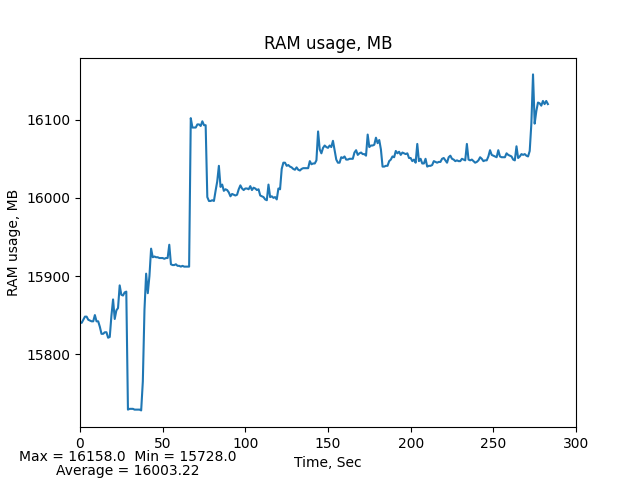 RAM usage, MB
RAM usage, MB
16100
16000
15900
15800
0 50 100 150 200 250 300
Time, Sec
Max = 16158.0 Min = 15728.0
Average = 16003.22